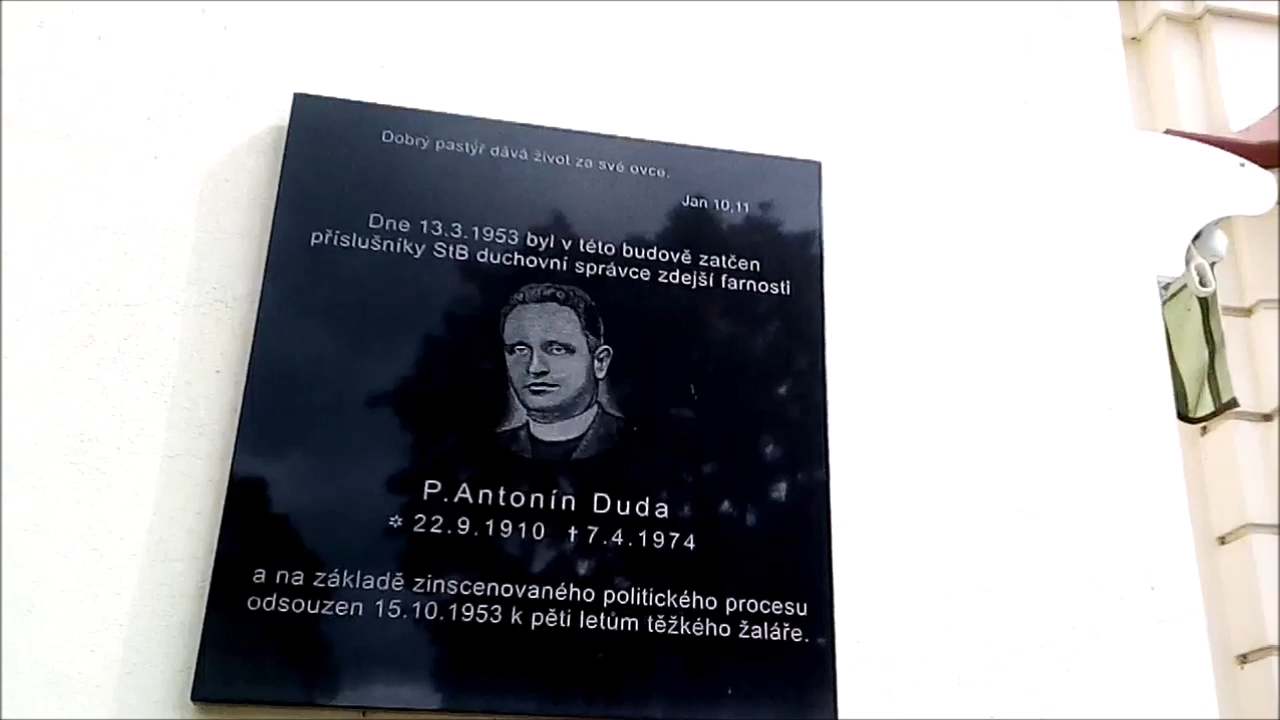 Dobrý pastýř dává život za své ovce.
Jan 10,11
Dne 13.3.1953 byl v této budově zatčen
příslušníky StB duchovní správce zdejší farnosti
P.Antonín Duda
✡ 22.9.1910 †7.4.1974
a na základě zinscenovaného politického procesu
odsouzen 15.10.1953 k pěti letům těžkého žaláře.